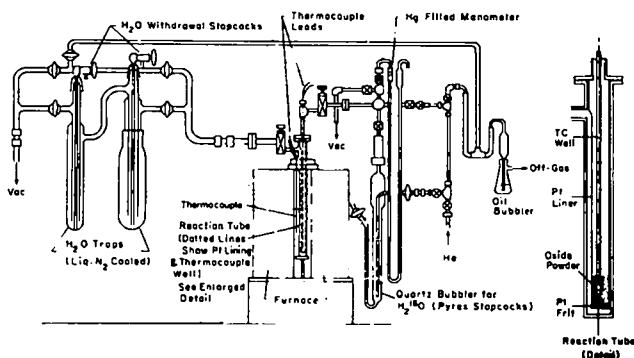 H₂O Withdrawal Stopcocks
Thermocouple
Leads
Hg Filled Manometer
Vac
H₂O Traps
(Liq. N₂ Cooled)
Thermocouple
Reaction Tube
(Dotted Lines
Show Pt Lining
& Thermocouple
Well)
See Enlarged
Detail
Furnace
Vac
He
Quartz Bubbler for
H₂¹⁸O (Pyrex Stopcocks)
Off-Gas
Oil Bubbler
TC
Well
Pt
Liner
Oxide
Powder
Pt
Frit
Reaction Tube
(Detail)